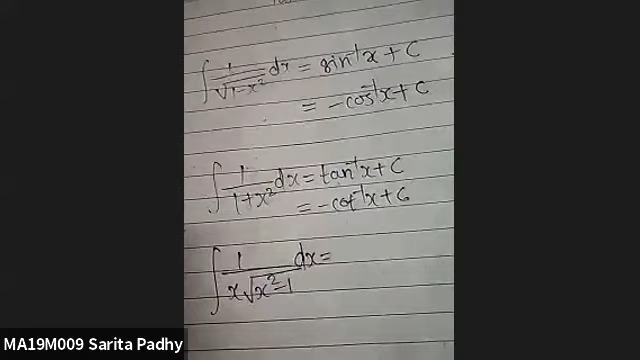 ∫ 1/√(1-x²) dx = sin⁻¹x + C
= -cos⁻¹x + C
∫ 1/(1+x²) dx = tan⁻¹x + C
= -cot⁻¹x + C
∫ 1/(x√(x²-1)) dx =
MA19M009 Sarita Padhy